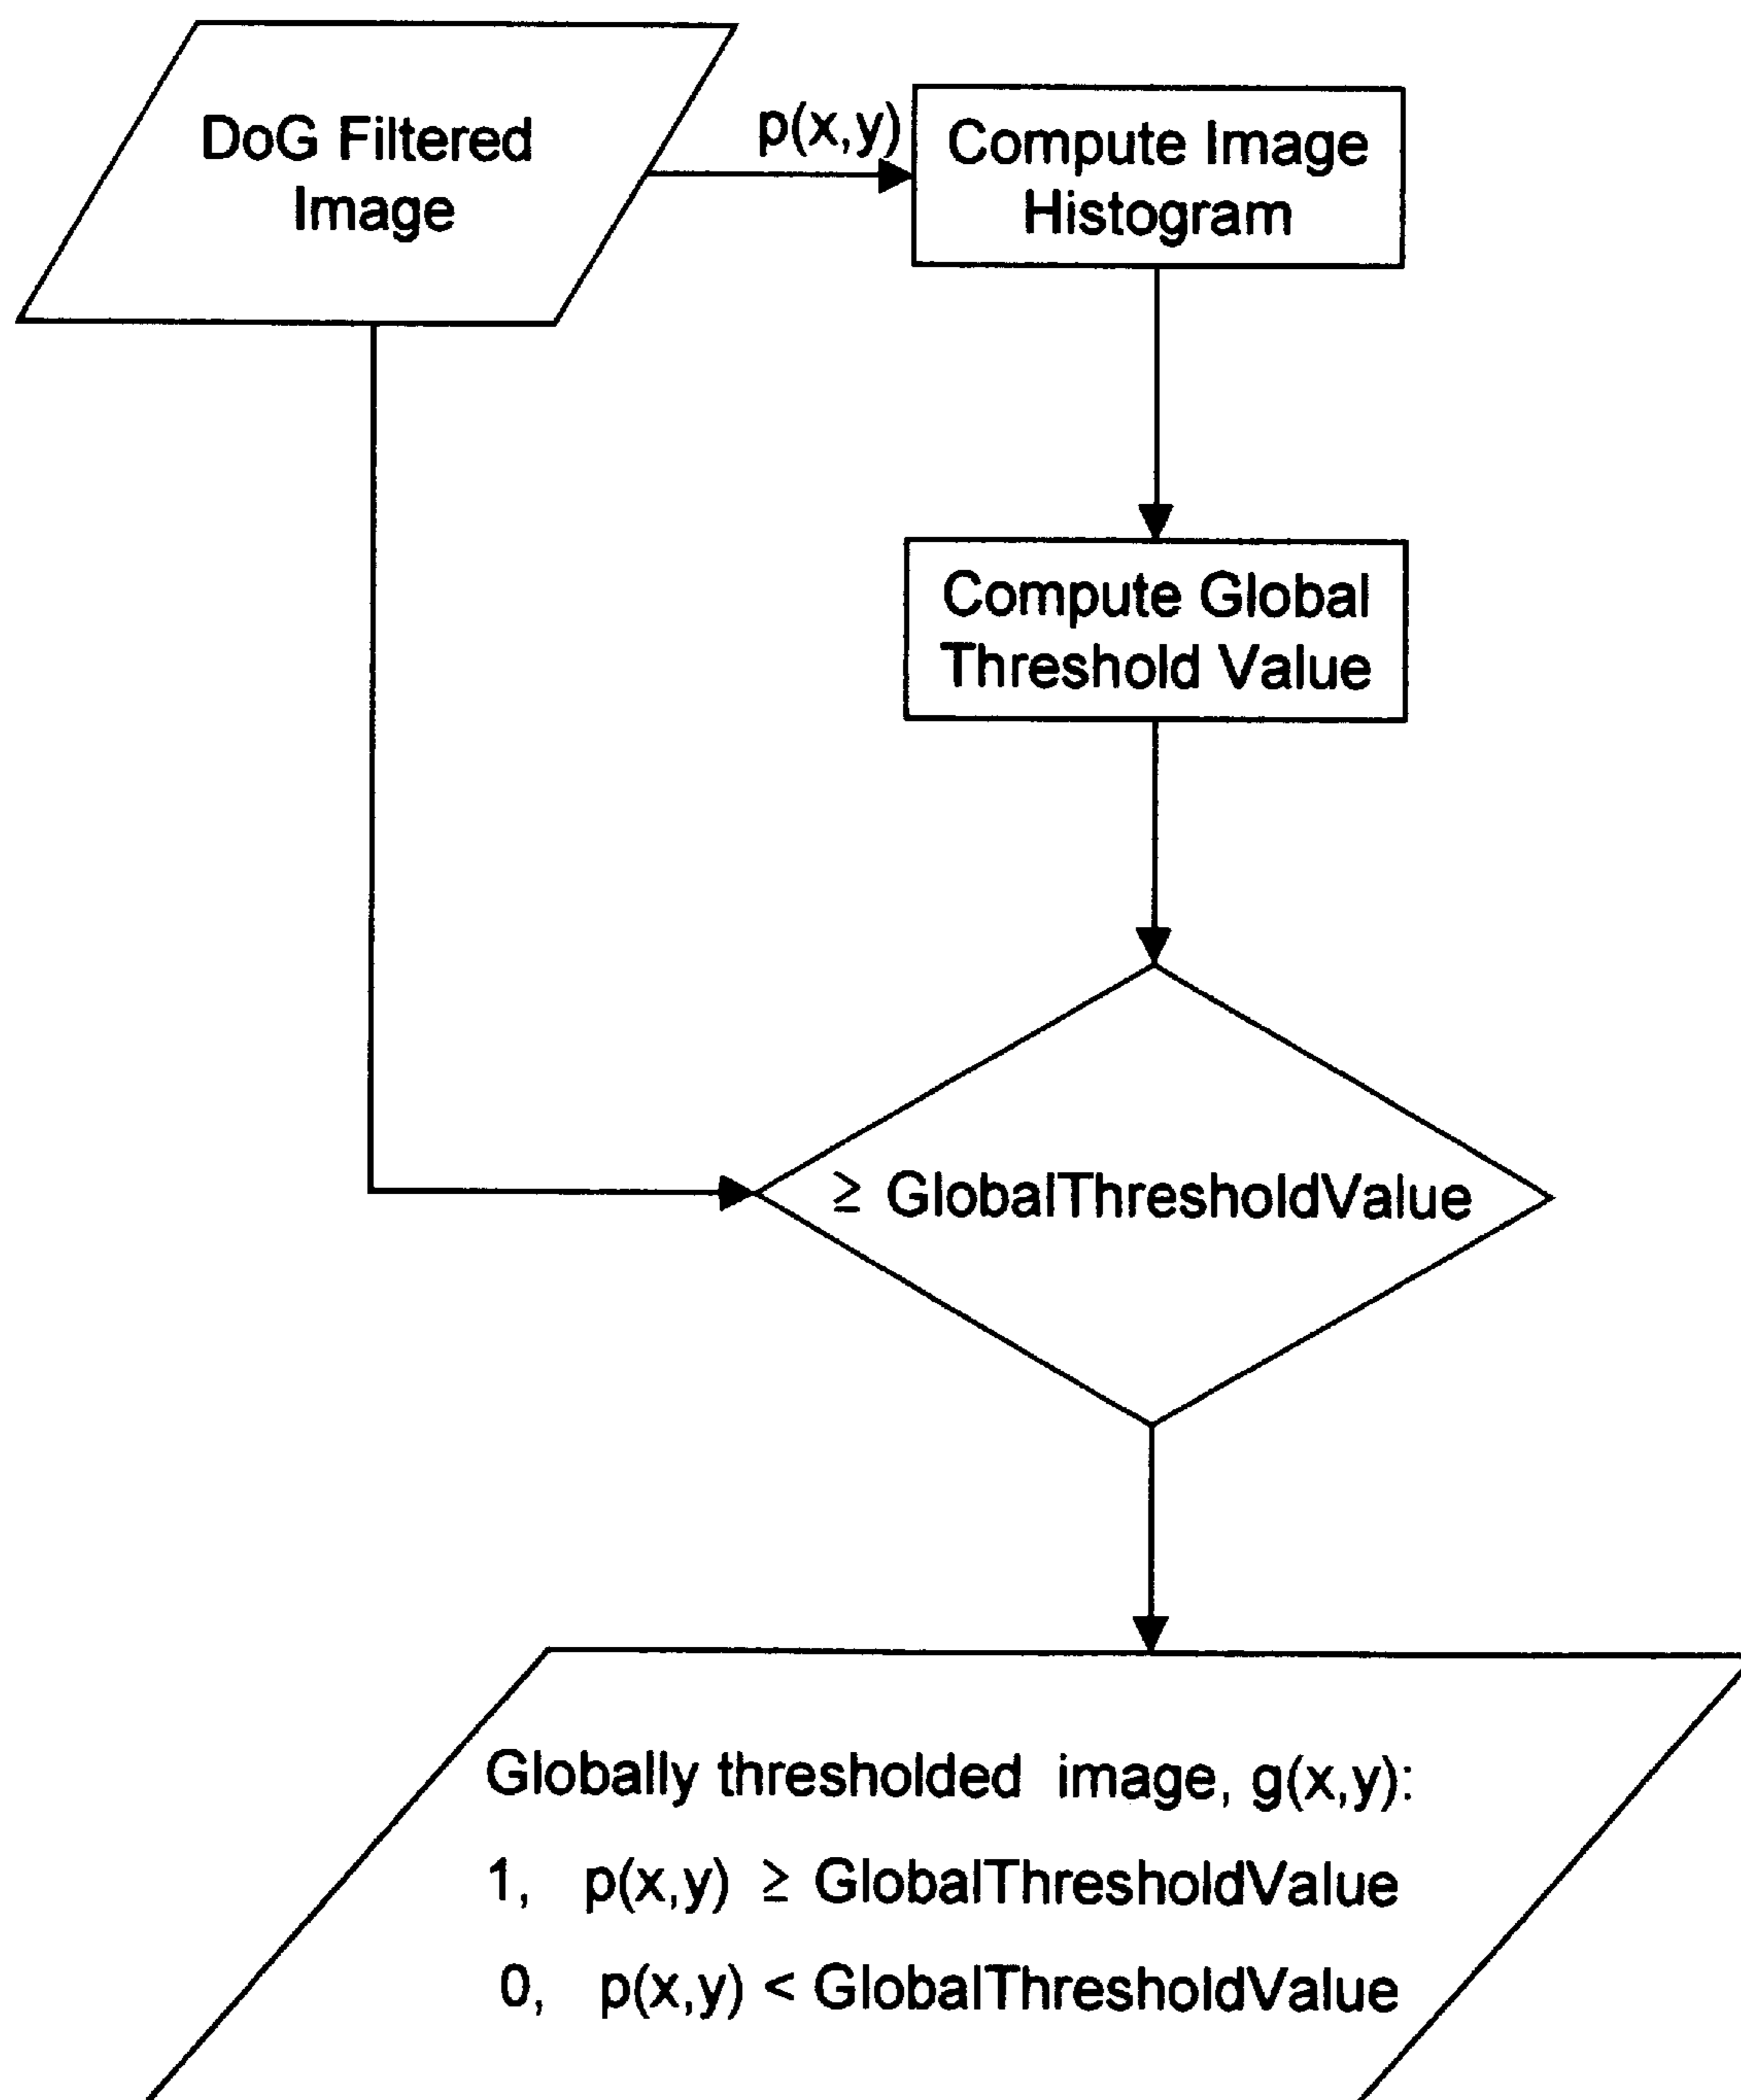 DoG Filtered
Image
p(x,y)
Compute Image
Histogram
Compute Global
Threshold Value
≥ GlobalThresholdValue
Globally thresholded image, g(x,y):
1, p(x,y) ≥ GlobalThresholdValue
0, p(x,y) < GlobalThresholdValue